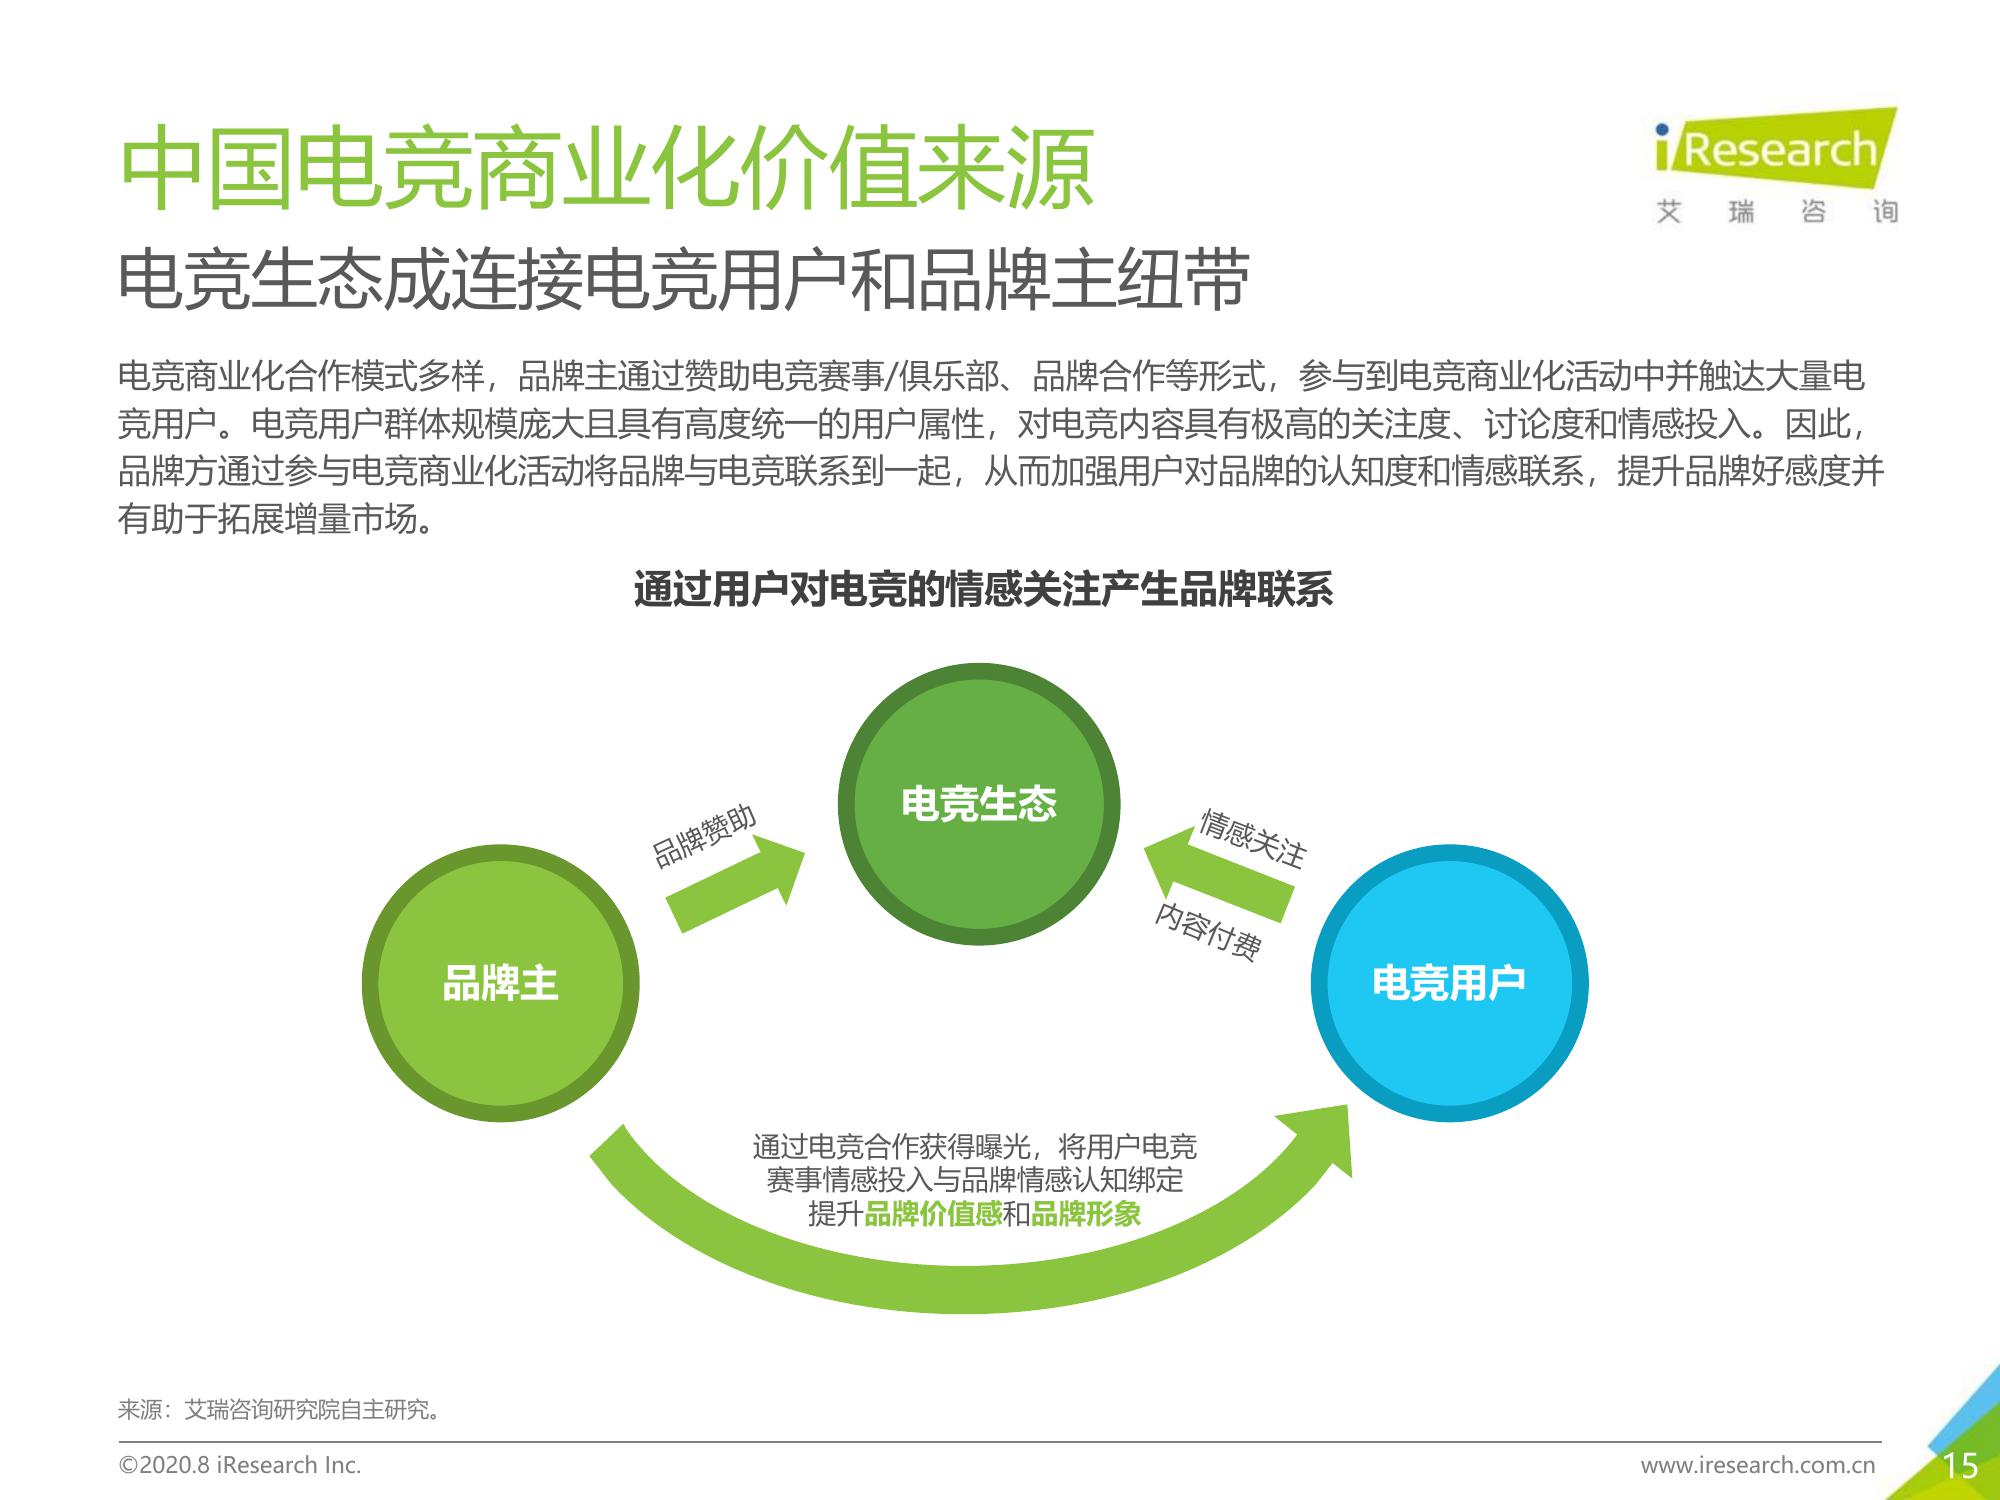 中国电竞商业化价值来源
iResearch
艾瑞咨询
电竞生态成连接电竞用户和品牌主纽带
电竞商业化合作模式多样，品牌主通过赞助电竞赛事/俱乐部、品牌合作等形式，参与到电竞商业化活动中并触达大量电
竞用户。电竞用户群体规模庞大且具有高度统一的用户属性，对电竞内容具有极高的关注度、讨论度和情感投入。因此，
品牌方通过参与电竞商业化活动将品牌与电竞联系到一起，从而加强用户对品牌的认知度和情感联系，提升品牌好感度并
有助于拓展增量市场。
通过用户对电竞的情感关注产生品牌联系
电竞生态
品牌赞助
情感关注
内容付费
品牌主
电竞用户
通过电竞合作获得曝光，将用户电竞
赛事情感投入与品牌情感认知绑定
提升品牌价值感和品牌形象
来源：艾瑞咨询研究院自主研究。
©2020.8 iResearch Inc.
www.iresearch.com.cn
15